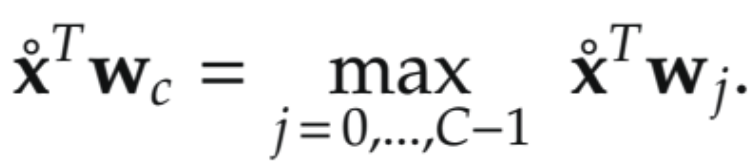 x̊ᵀw_c = max_{j=0,...,C−1} x̊ᵀw_j.